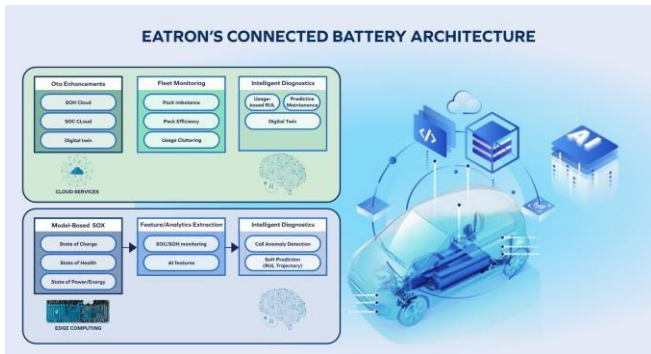 EATRON'S CONNECTED BATTERY ARCHITECTURE
Oto Enhancements
SOH Cloud
SOC CLoud
Digital twin
CLOUD SERVICES
Fleet Monitoring
Pack Imbalance
Pack Efficiency
Usage Cluttering
Intelligent Diagnostics
Usage-
based RUL
Predictive
Maintenance
Digital Twin
Model-Based SOX
State of Charge
State of Health
State of Power/Energy
EDGE COMPUTING
Feature/Analytics Extraction
SOC/SOH monitoring
AI features
Intelligent Diagnostics
Cell Anomaly Detection
Soft Prediction
(RUL Trajectory)
</>
AI